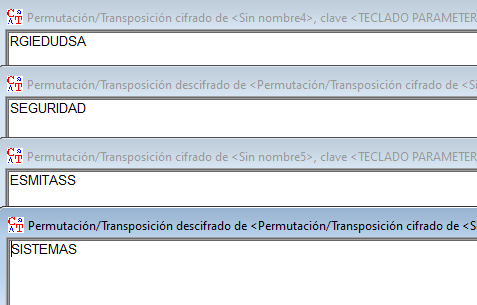 Permutación/Transposición cifrado de <Sin nombre4>, clave <TECLADO PARAMETER
RGIEDUDSA
Permutación/Transposición descifrado de <Permutación/Transposición cifrado de <Si
SEGURIDAD
Permutación/Transposición cifrado de <Sin nombre5>, clave <TECLADO PARAMETER
ESMITASS
Permutación/Transposición descifrado de <Permutación/Transposición cifrado de <S
SISTEMAS